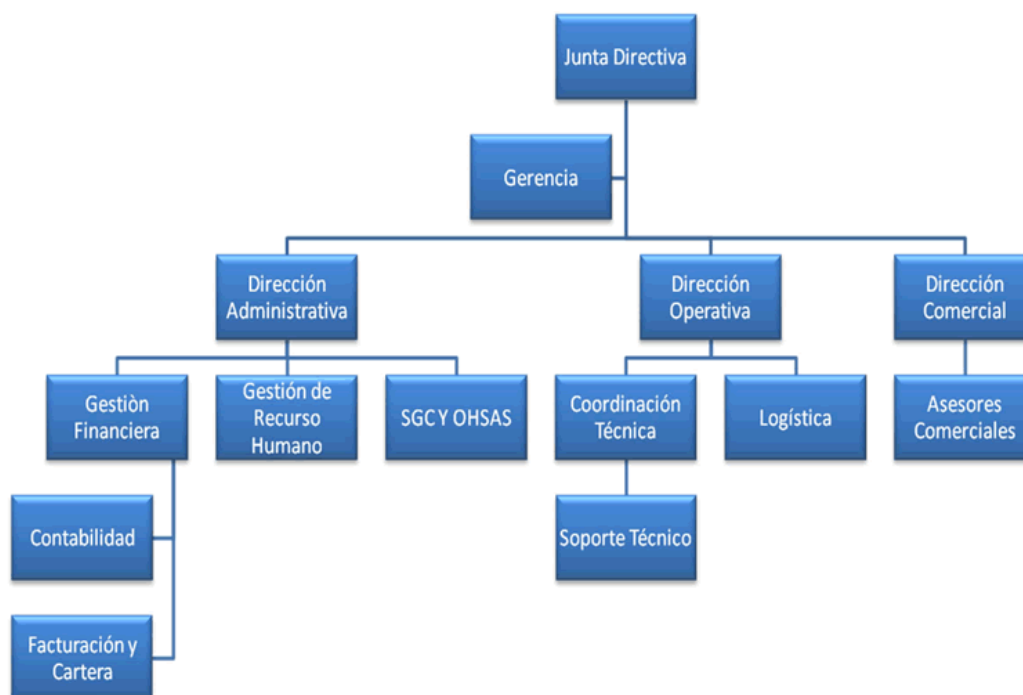 Junta Directiva
Gerencia
Dirección
Administrativa
Dirección
Operativa
Dirección
Comercial
Gestiòn
Financiera
Gestión de
Recurso
Humano
SGC Y OHSAS
Coordinación
Técnica
Logística
Asesores
Comerciales
Contabilidad
Soporte Técnico
Facturación y
Cartera